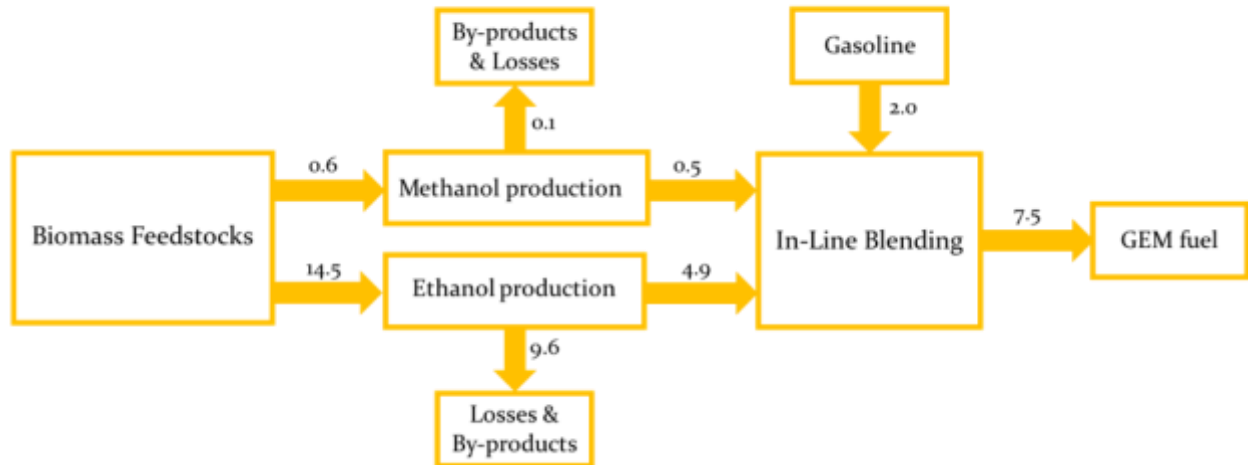 By-products
& Losses
Gasoline
0.1
2.0
0.6
Methanol production
0.5
Biomass Feedstocks
In-Line Blending
7.5
GEM fuel
14.5
Ethanol production
4.9
9.6
Losses &
By-products